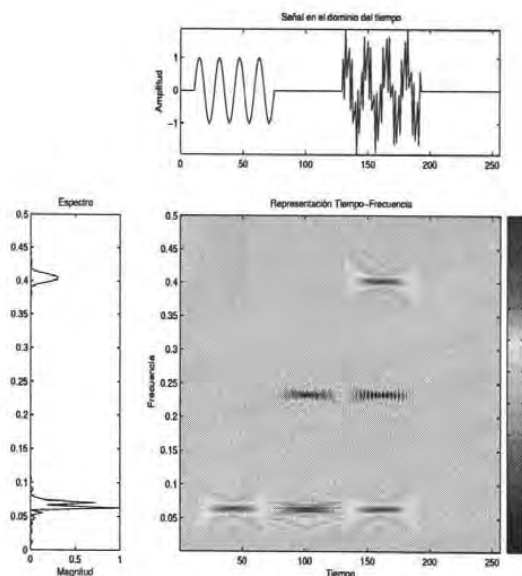 Señal en el dominio del tiempo
Amplitud
1
0
-1
0 50 100 150 200 250
Espectro
Representación Tiempo-Frecuencia
0.5
0.45
0.4
0.35
0.3
0.25
0.2
0.15
0.1
0.05
0
0 0.5 1
Magnitud
Frecuencia
0.5
0.45
0.4
0.35
0.3
0.25
0.2
0.15
0.1
0.05
50 100 150 200 250
Tiempo